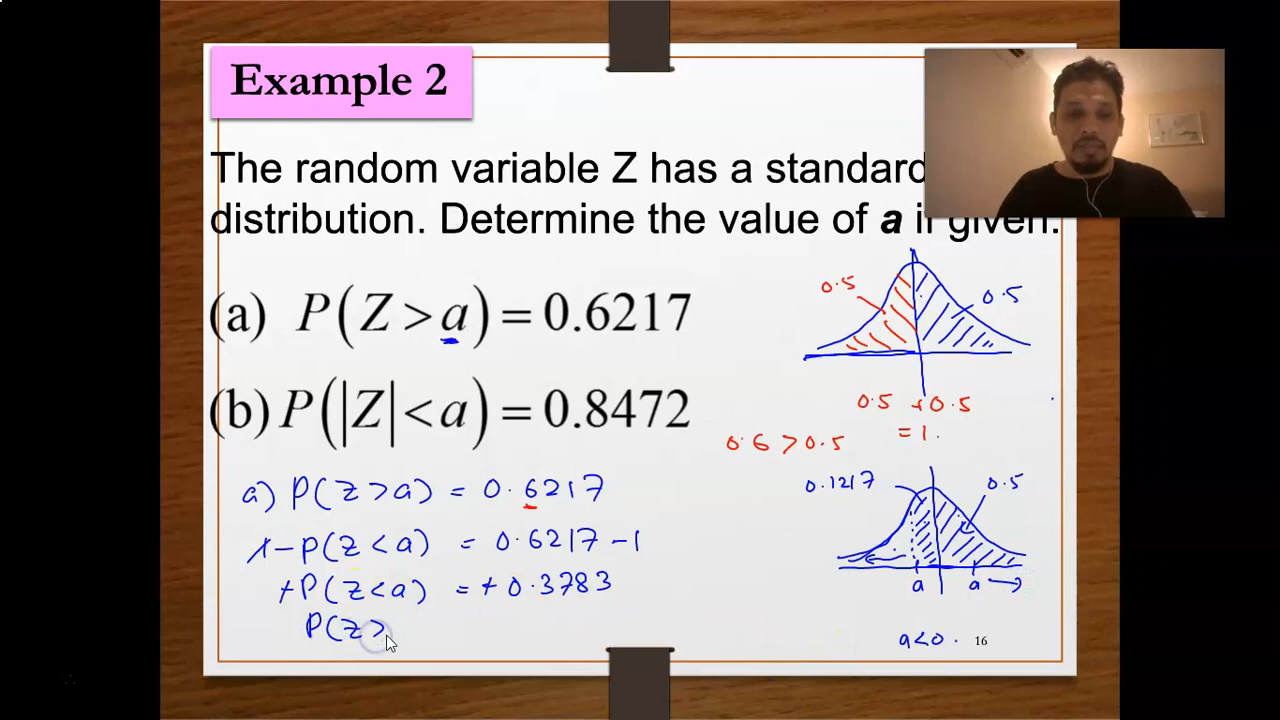 Example 2
The random variable Z has a standard
distribution. Determine the value of a if given:
(a) P(Z > a) = 0.6217
(b) P(|Z| < a) = 0.8472
0.5
0.5
0.5 + 0.5
= 1.
0.6 > 0.5
a) P(Z > a) = 0.6217
1 - P(Z < a) = 0.6217 - 1
+P(Z < a) = + 0.3783
P(Z >
0.1217
0.5
a
a
a < 0.
16